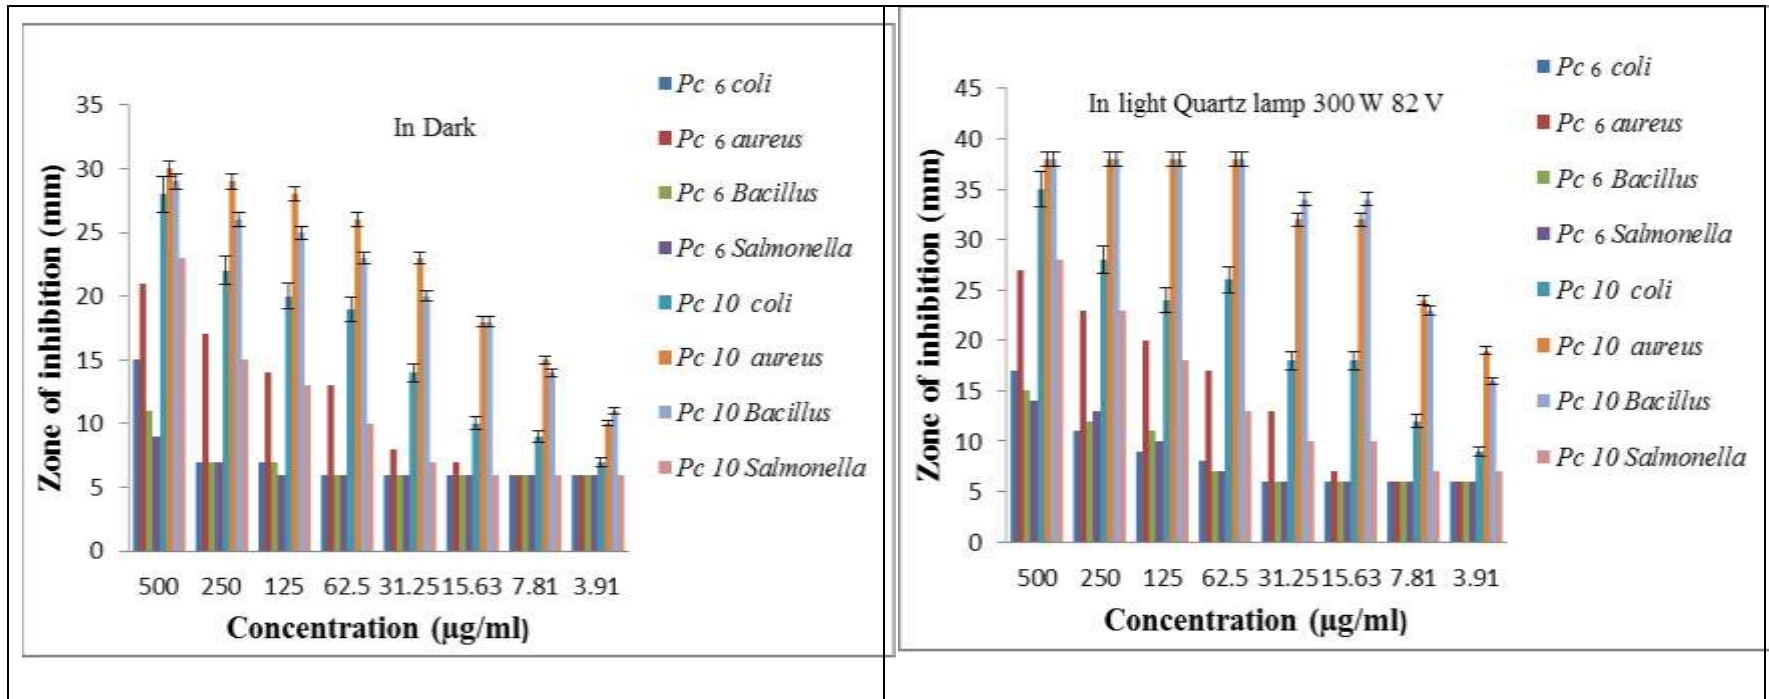 35
30
25
20
15
10
5
0
Zone of inhibition (mm)
In Dark
500 250 125 62.5 31.25 15.63 7.81 3.91
Concentration (μg/ml)
Pc 6 coli
Pc 6 aureus
Pc 6 Bacillus
Pc 6 Salmonella
Pc 10 coli
Pc 10 aureus
Pc 10 Bacillus
Pc 10 Salmonella
45
40
35
30
25
20
15
10
5
0
Zone of inhibition (mm)
In light Quartz lamp 300 W 82 V
500 250 125 62.5 31.25 15.63 7.81 3.91
Concentration (μg/ml)
Pc 6 coli
Pc 6 aureus
Pc 6 Bacillus
Pc 6 Salmonella
Pc 10 coli
Pc 10 aureus
Pc 10 Bacillus
Pc 10 Salmonella